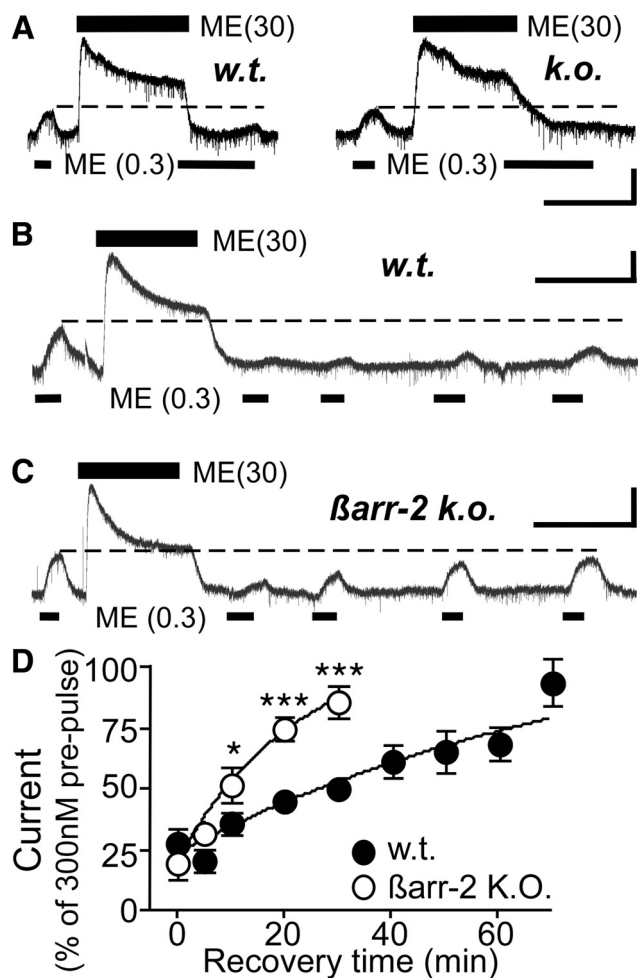 A
ME(30)
w.t.
ME(30)
k.o.
ME (0.3)
ME (0.3)
B
ME(30)
w.t.
ME (0.3)
C
ME(30)
ßarr-2 k.o.
ME (0.3)
D
Current
(% of 300nM pre-pulse)
100
75
50
25
0
*
***
***
w.t.
ßarr-2 K.O.
0 20 40 60
Recovery time (min)